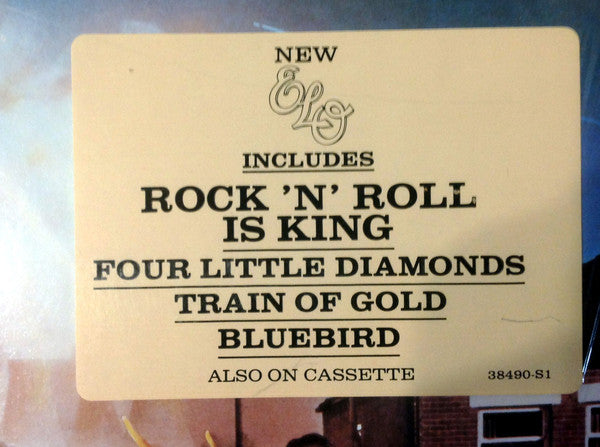 NEW
ELO
INCLUDES
ROCK 'N' ROLL
IS KING
FOUR LITTLE DIAMONDS
TRAIN OF GOLD
BLUEBIRD
ALSO ON CASSETTE
38490-S1